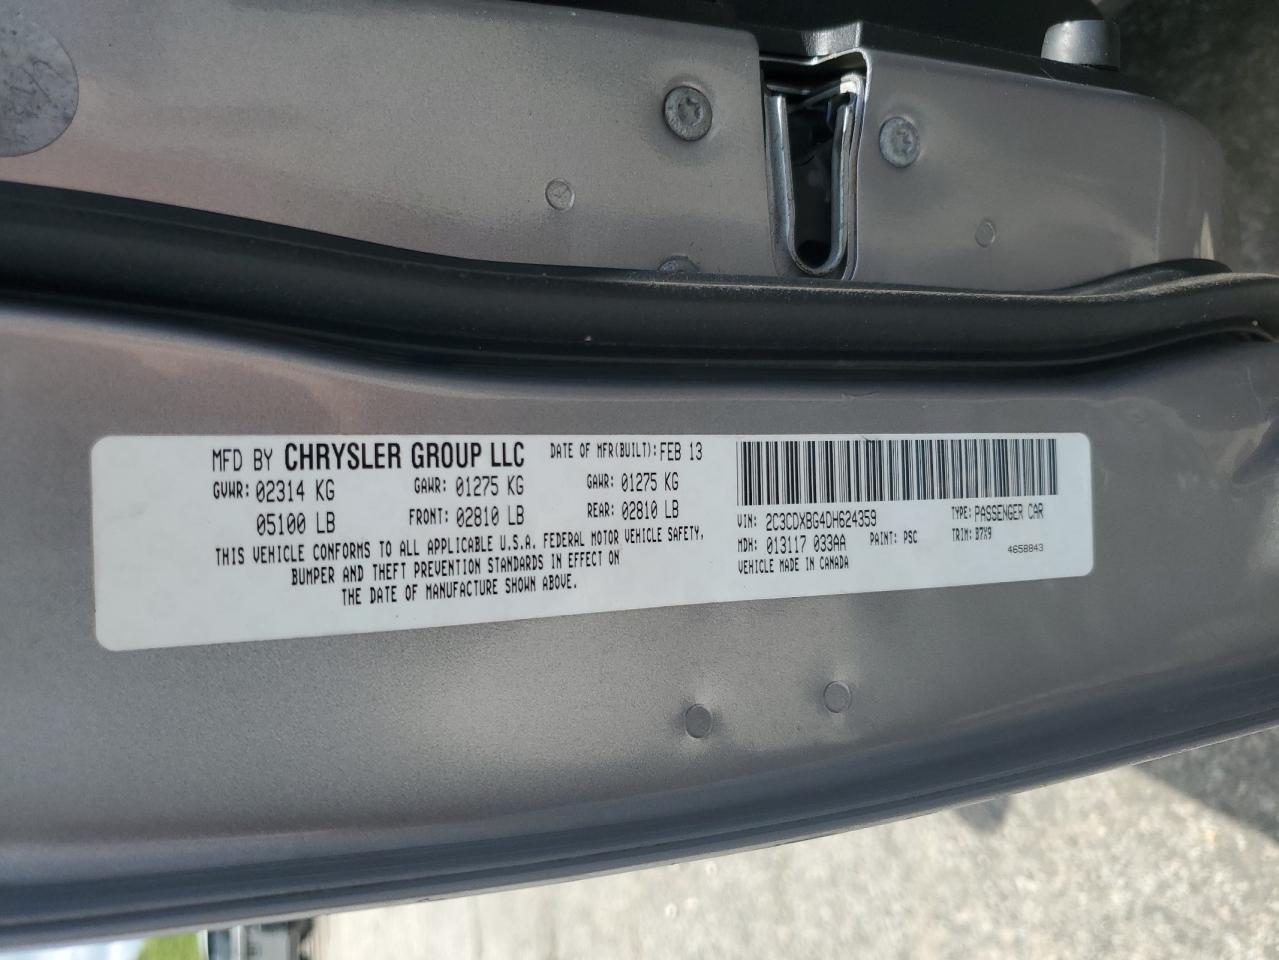 MFD BY CHRYSLER GROUP LLC DATE OF MFR(BUILT): FEB 13
GVWR: 02314 KG GAWR: 01275 KG GAWR: 01275 KG
05100 LB FRONT: 02810 LB REAR: 02810 LB
THIS VEHICLE CONFORMS TO ALL APPLICABLE U.S.A. FEDERAL MOTOR VEHICLE SAFETY,
BUMPER AND THEFT PREVENTION STANDARDS IN EFFECT ON
THE DATE OF MANUFACTURE SHOWN ABOVE.
VIN: 2C3CDXBG4DH624359 TYPE: PASSENGER CAR
MDH: 013117 033AA PAINT: PSC TRIM: B7X9
VEHICLE MADE IN CANADA 4658843